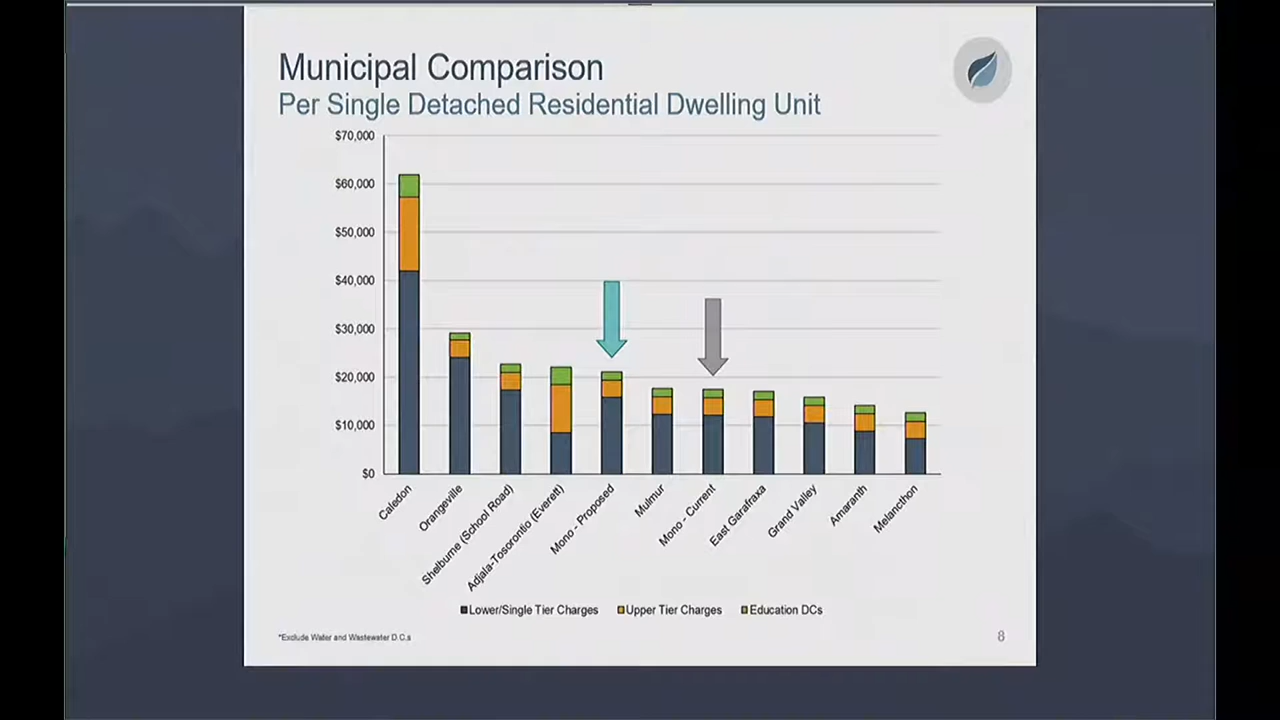 Municipal Comparison
Per Single Detached Residential Dwelling Unit
$70,000
$60,000
$50,000
$40,000
$30,000
$20,000
$10,000
$0
Caledon
Orangeville
Shelburne (School Road)
Adjala-Tosorontio (Everett)
Mono - Proposed
Mulmur
Mono - Current
East Garafraxa
Grand Valley
Amaranth
Melancthon
Lower/Single Tier Charges Upper Tier Charges Education DCs
*Exclude Water and Wastewater D.C.s
8